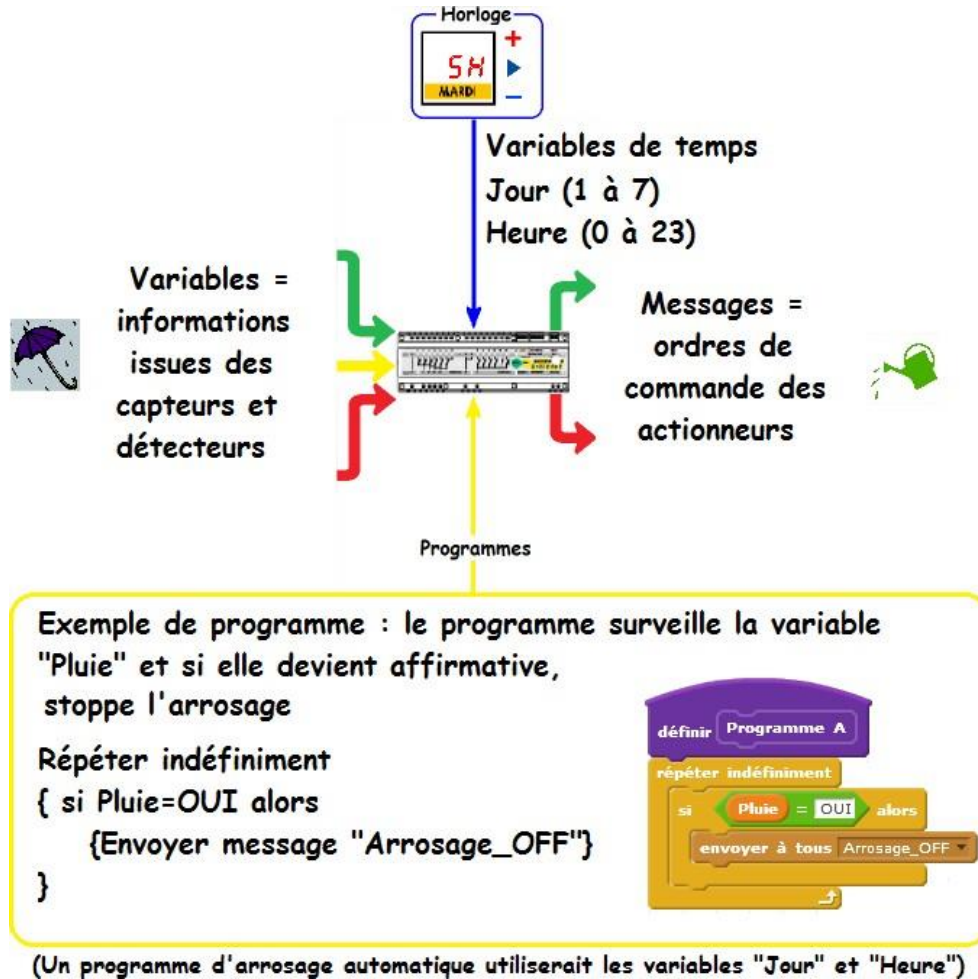 Horloge
5H
MARDI
Variables de temps
Jour (1 à 7)
Heure (0 à 23)
Variables =
informations
issues des
capteurs et
détecteurs
Messages =
ordres de
commande des
actionneurs
Programmes
Exemple de programme : le programme surveille la variable
"Pluie" et si elle devient affirmative,
stoppe l'arrosage
Répéter indéfiniment
{ si Pluie=OUI alors
{Envoyer message "Arrosage_OFF"}
}
définir Programme A
répéter indéfiniment
si Pluie = OUI alors
envoyer à tous Arrosage_OFF
(Un programme d'arrosage automatique utiliserait les variables "Jour" et "Heure")